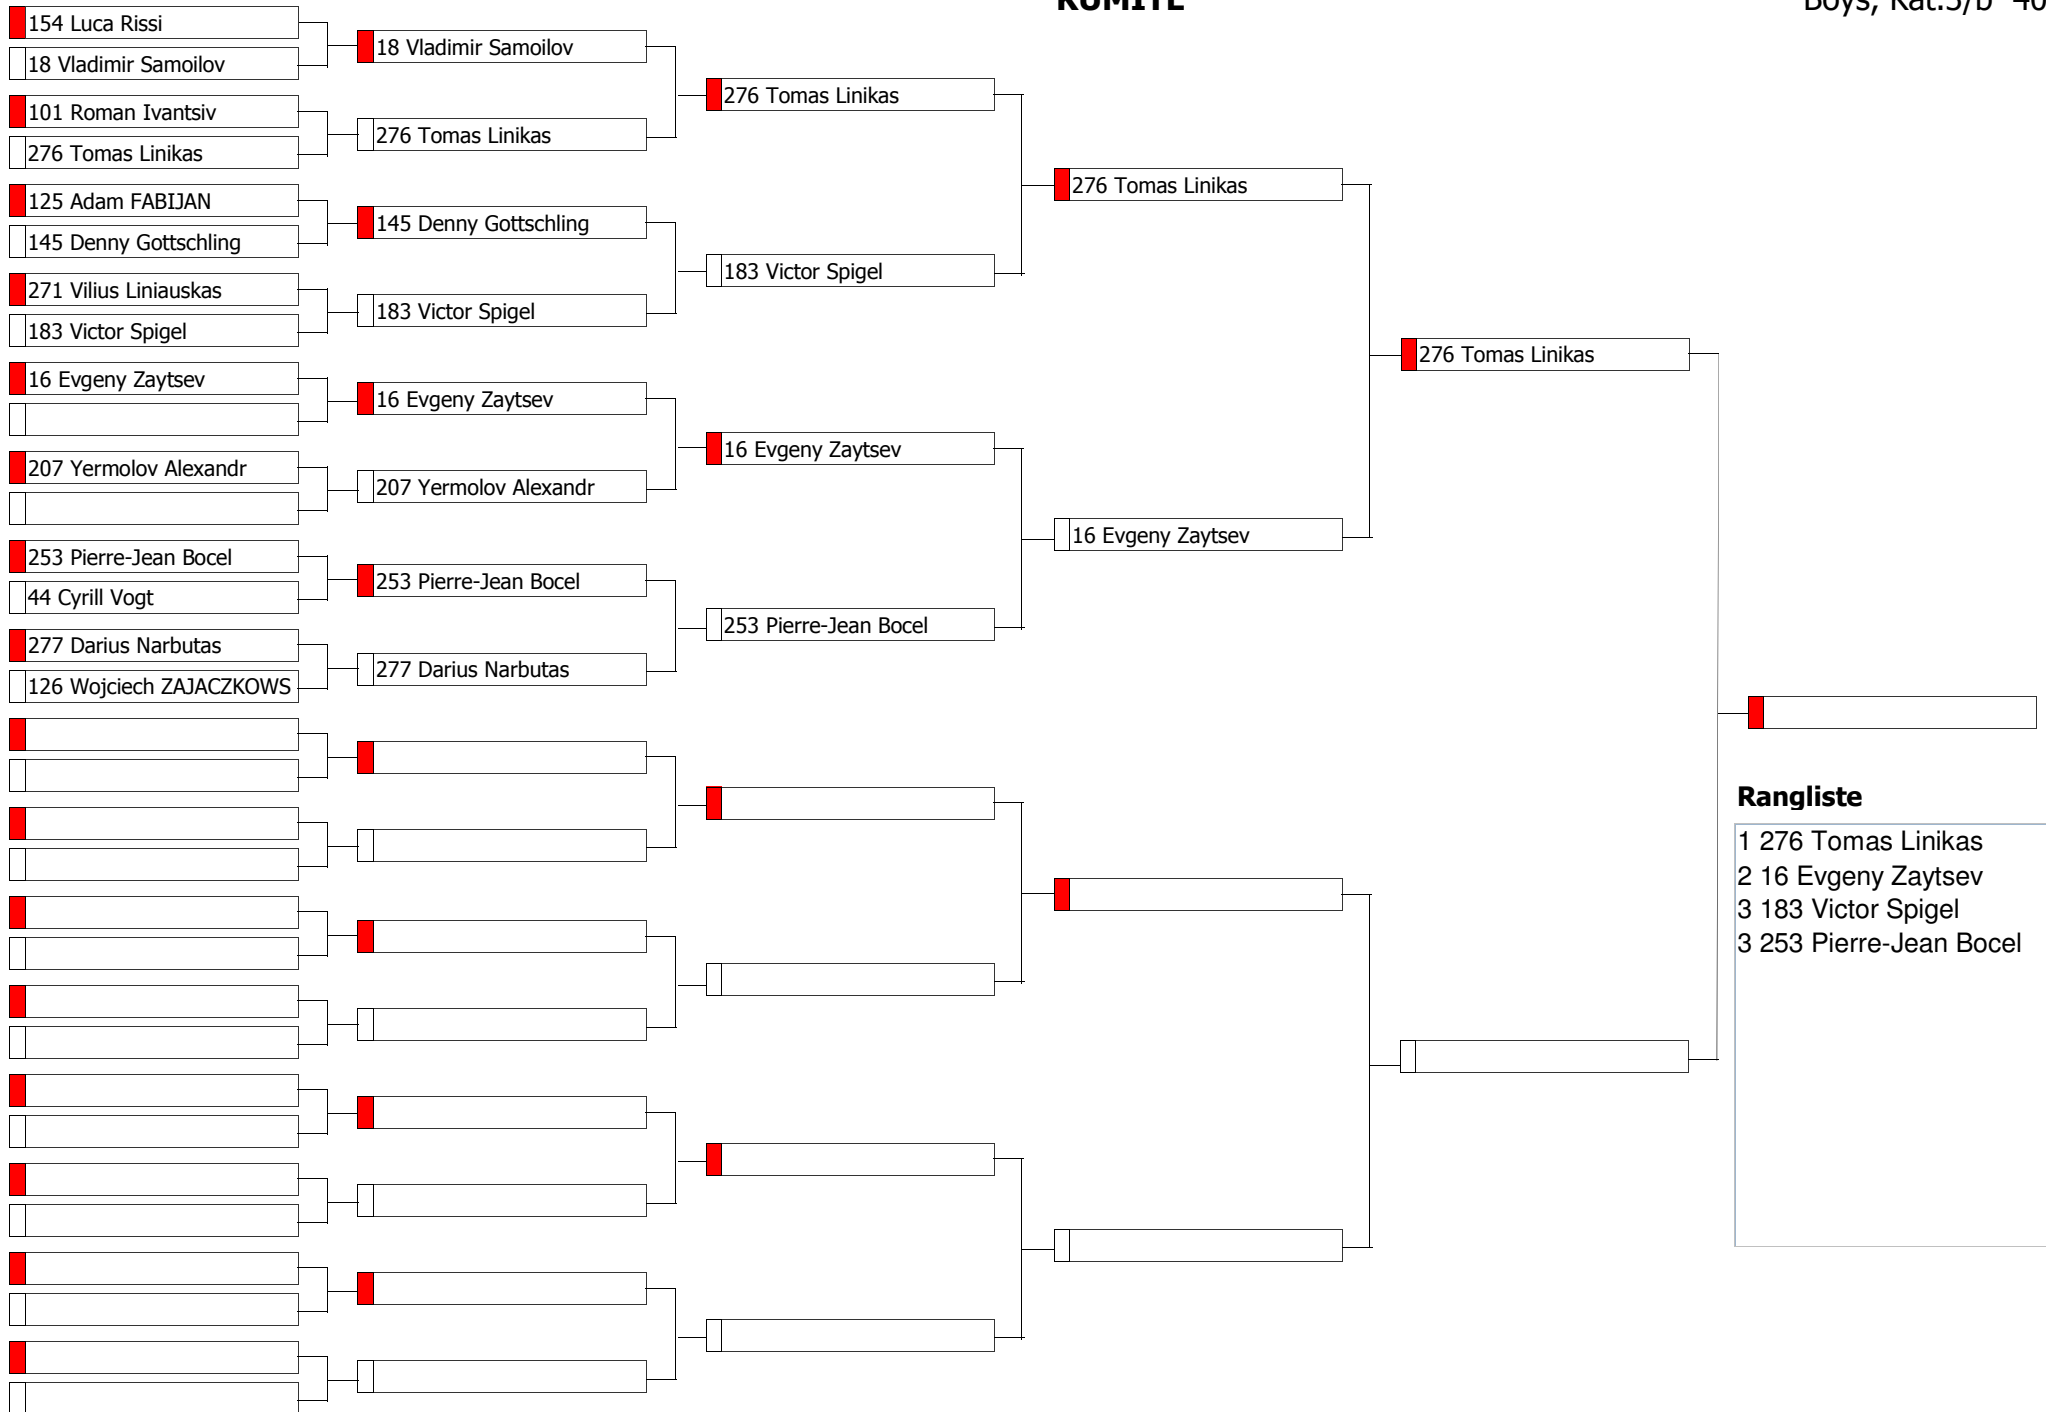 KUMITE
154 Luca Rissi
18 Vladimir Samoilov
101 Roman Ivantsiv
276 Tomas Linikas
125 Adam FABIJAN
145 Denny Gottschling
271 Vilius Liniauskas
183 Victor Spigel
16 Evgeny Zaytsev
207 Yermolov Alexandr
253 Pierre-Jean Bocel
44 Cyrill Vogt
277 Darius Narbutas
126 Wojciech ZAJACZKOWS
18 Vladimir Samoilov
276 Tomas Linikas
145 Denny Gottschling
183 Victor Spigel
16 Evgeny Zaytsev
207 Yermolov Alexandr
253 Pierre-Jean Bocel
277 Darius Narbutas
276 Tomas Linikas
183 Victor Spigel
16 Evgeny Zaytsev
253 Pierre-Jean Bocel
276 Tomas Linikas
16 Evgeny Zaytsev
276 Tomas Linikas
Rangliste
1 276 Tomas Linikas
2 16 Evgeny Zaytsev
3 183 Victor Spigel
3 253 Pierre-Jean Bocel